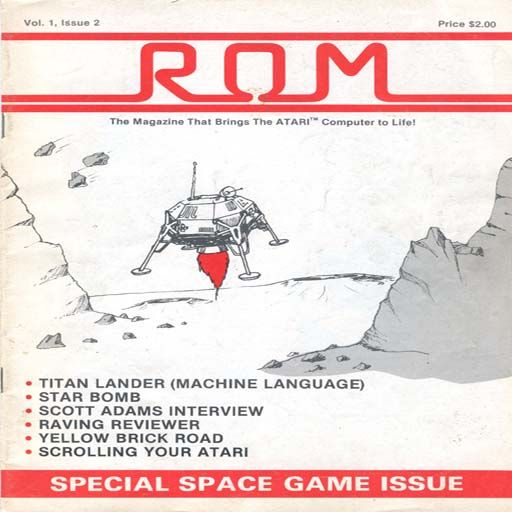 Vol. 1, Issue 2
Price $2.00
ROM
The Magazine That Brings The ATARI™ Computer to Life!
• TITAN LANDER (MACHINE LANGUAGE)
• STAR BOMB
• SCOTT ADAMS INTERVIEW
• RAVING REVIEWER
• YELLOW BRICK ROAD
• SCROLLING YOUR ATARI
SPECIAL SPACE GAME ISSUE